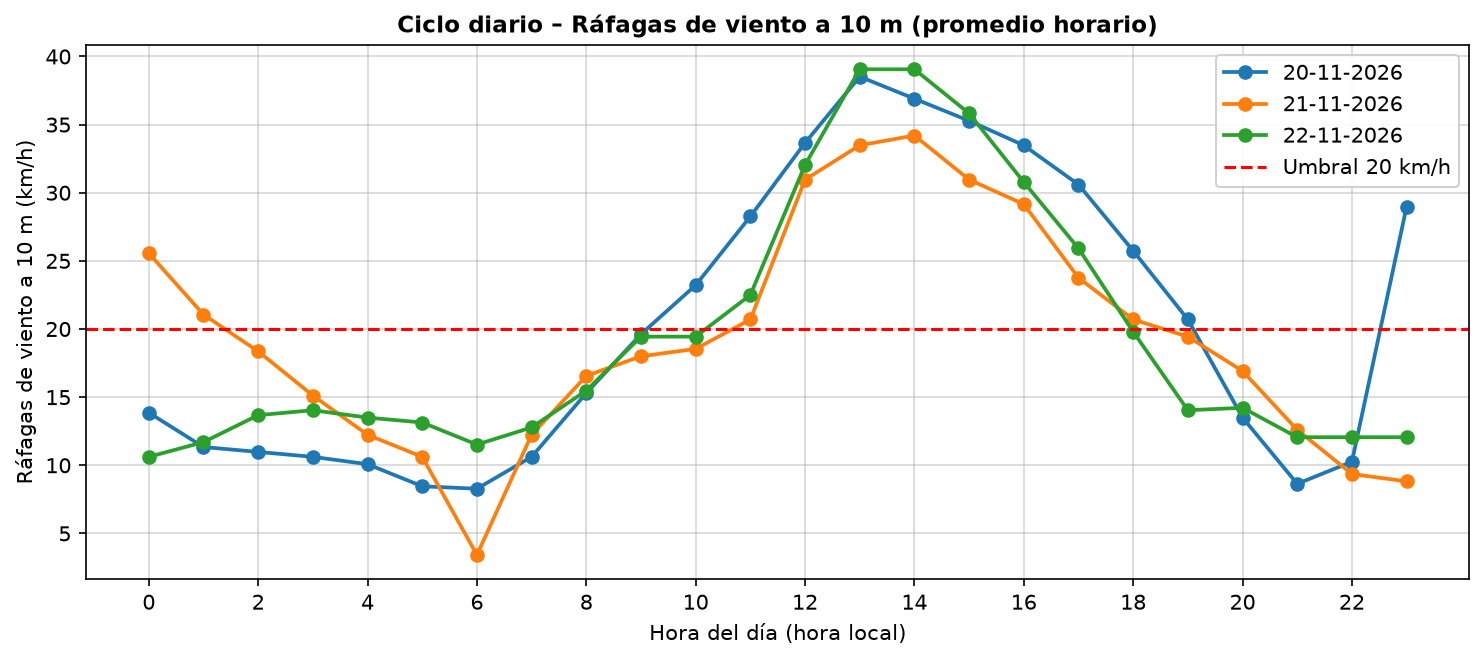 Ciclo diario – Ráfagas de viento a 10 m (promedio horario)
Ráfagas de viento a 10 m (km/h)
40
35
30
25
20
15
10
5
20-11-2026
21-11-2026
22-11-2026
Umbral 20 km/h
0 2 4 6 8 10 12 14 16 18 20 22
Hora del día (hora local)